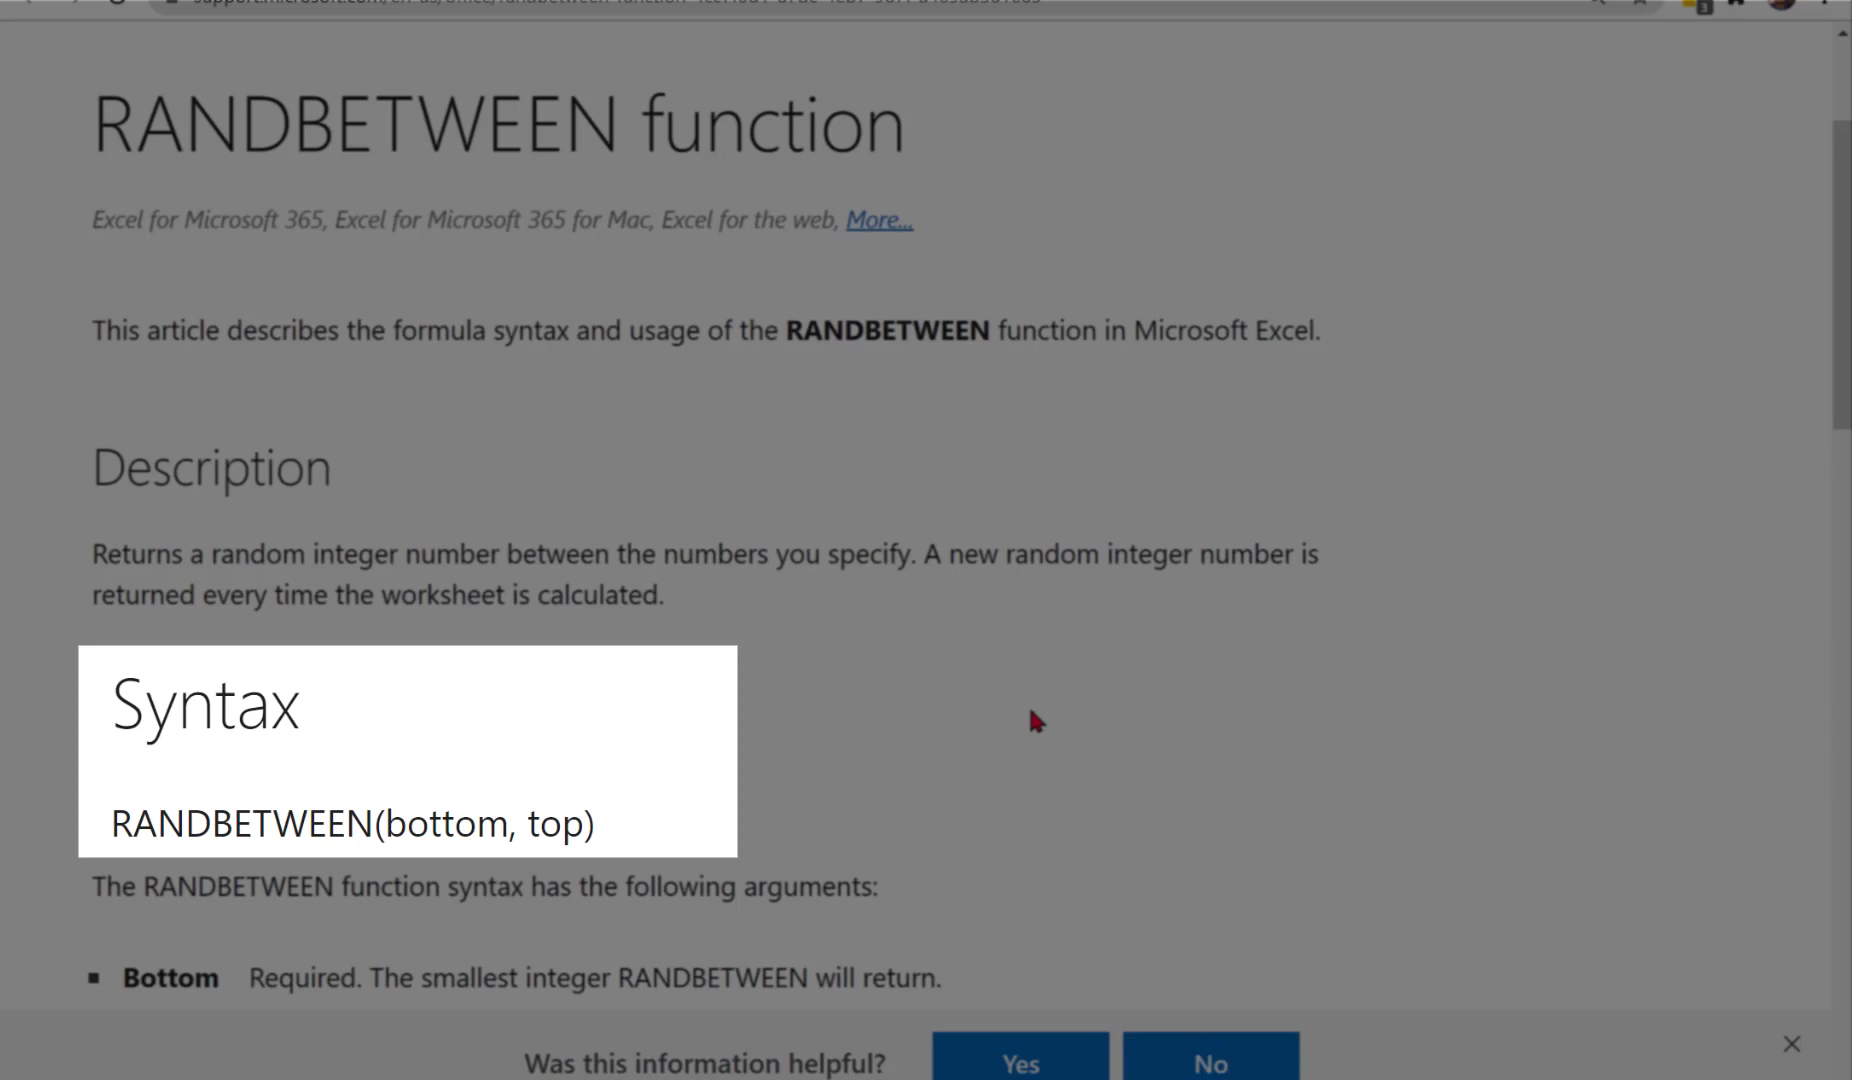 RANDBETWEEN function
Excel for Microsoft 365, Excel for Microsoft 365 for Mac, Excel for the web, More...
This article describes the formula syntax and usage of the RANDBETWEEN function in Microsoft Excel.
Description
Returns a random integer number between the numbers you specify. A new random integer number is
returned every time the worksheet is calculated.
Syntax
RANDBETWEEN(bottom, top)
The RANDBETWEEN function syntax has the following arguments:
■ Bottom Required. The smallest integer RANDBETWEEN will return.
Was this information helpful? Yes No